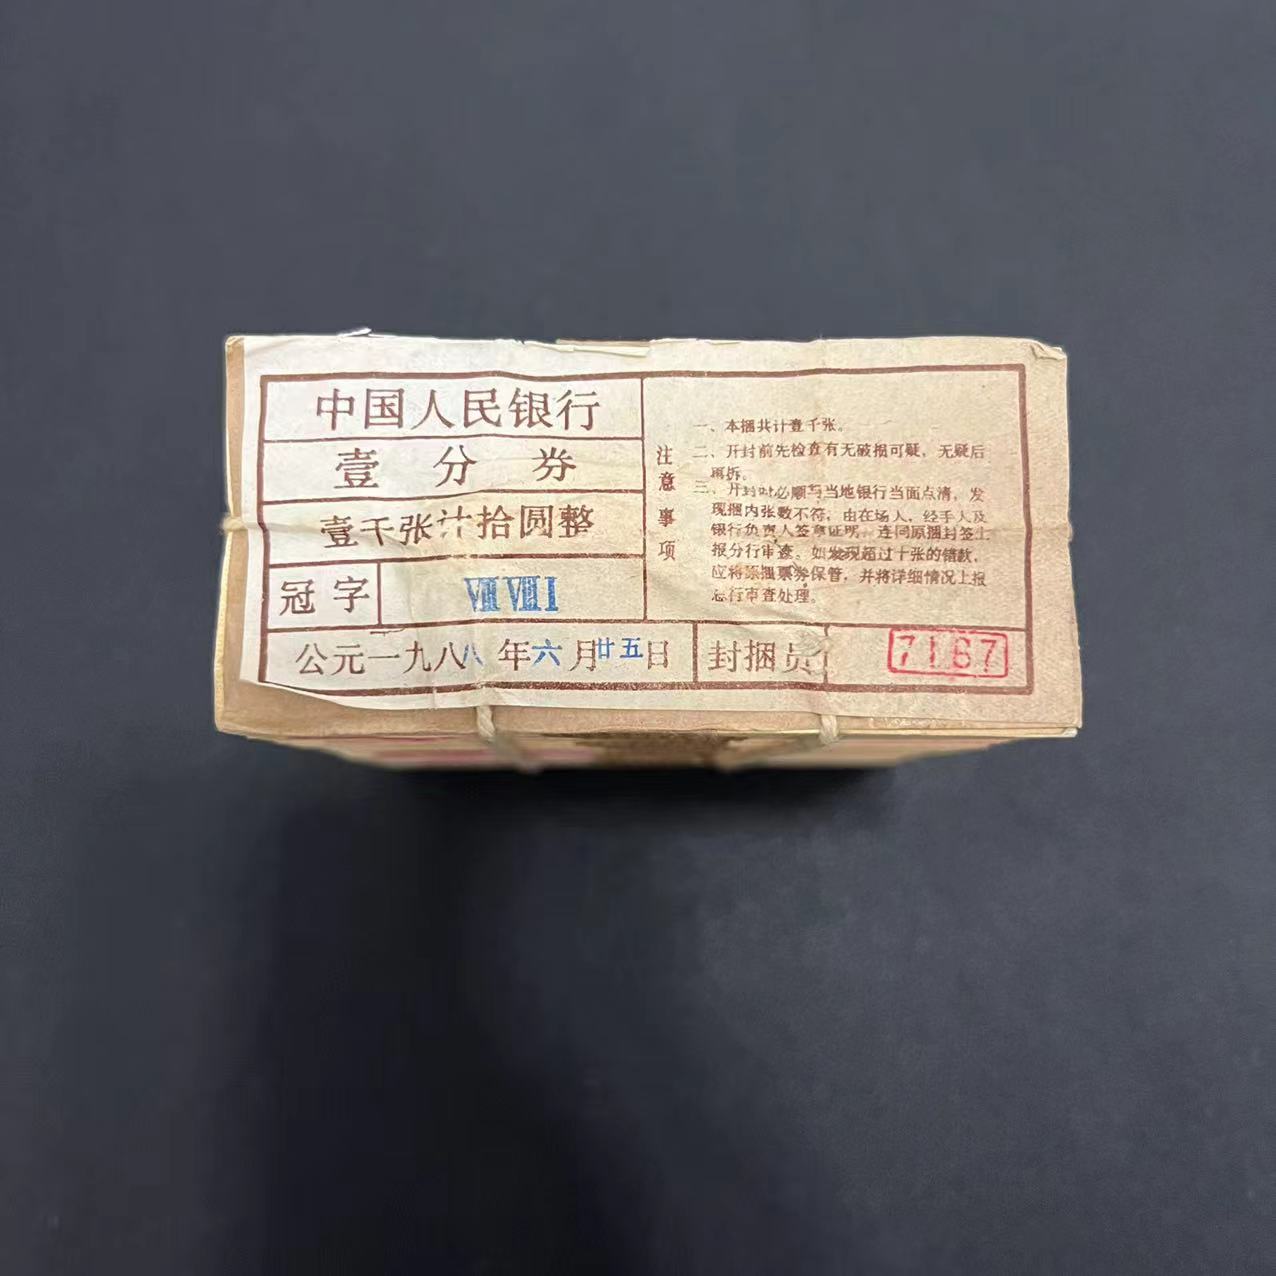 中国人民银行
壹分券
壹千张计拾圆整
冠字 ⅧⅧⅠ
公元一九八八年六月廿五日 封捆员 7167
注意事项
一、本捆共计壹千张。
二、开封前先检查有无破损可疑，无疑后
再拆。
三、开封时必顺与当地银行当面点清，发
现捆内张数不符，由在场人，经手人及
银行负责人签章证明，连同原捆封签上
报分行审查。如发现超过十张的错款，
应将原捆票券保管，并将详细情况上报
总行审查处理。